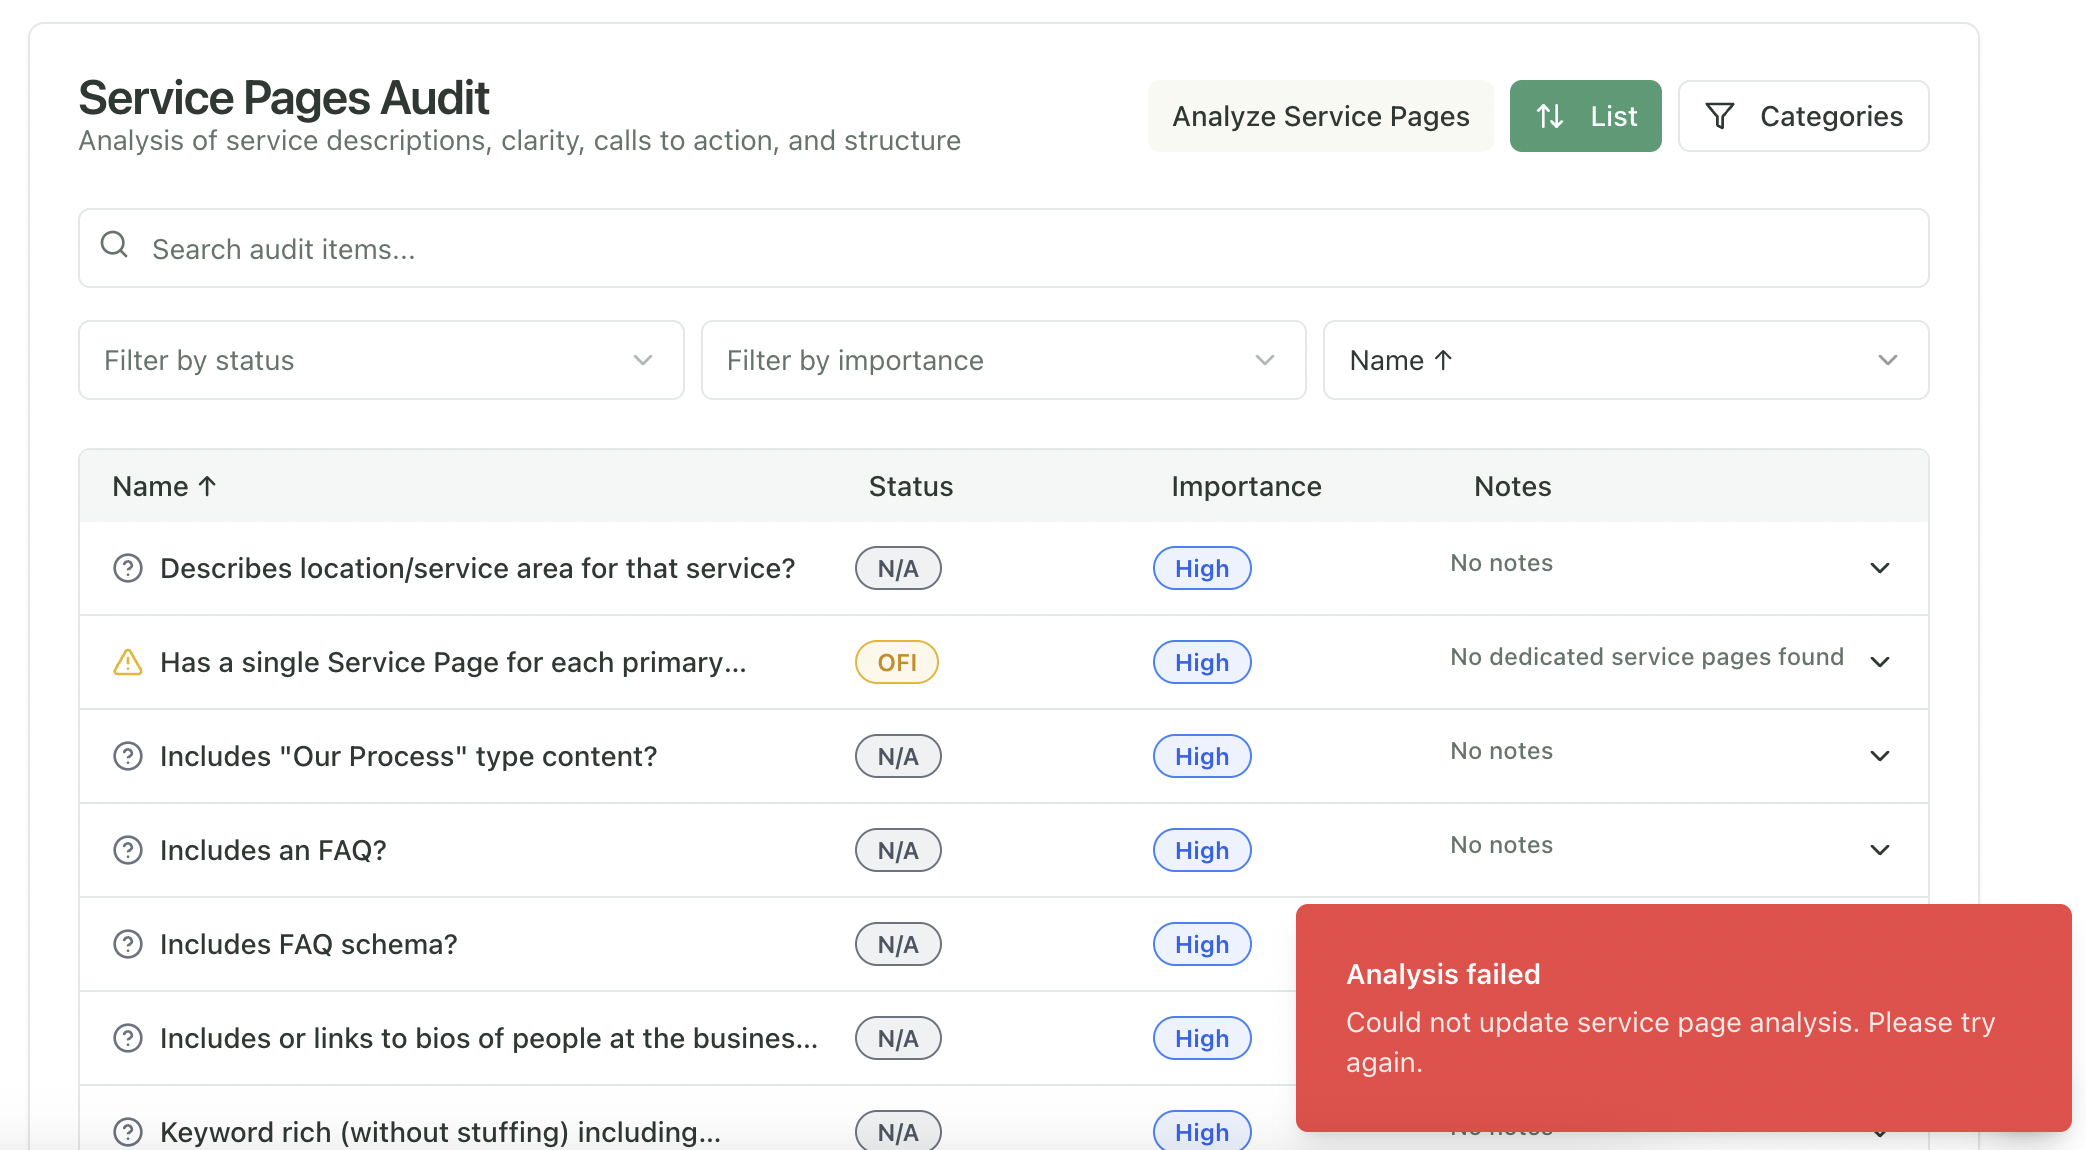 Service Pages Audit
Analysis of service descriptions, clarity, calls to action, and structure
Analyze Service Pages
List
Categories
Search audit items...
Filter by status
Filter by importance
Name ↑
Name ↑ Status Importance Notes
Describes location/service area for that service? N/A High No notes
Has a single Service Page for each primary... OFI High No dedicated service pages found
Includes "Our Process" type content? N/A High No notes
Includes an FAQ? N/A High No notes
Includes FAQ schema? N/A High
Includes or links to bios of people at the busines... N/A High
Keyword rich (without stuffing) including... N/A High No notes
Analysis failed
Could not update service page analysis. Please try
again.